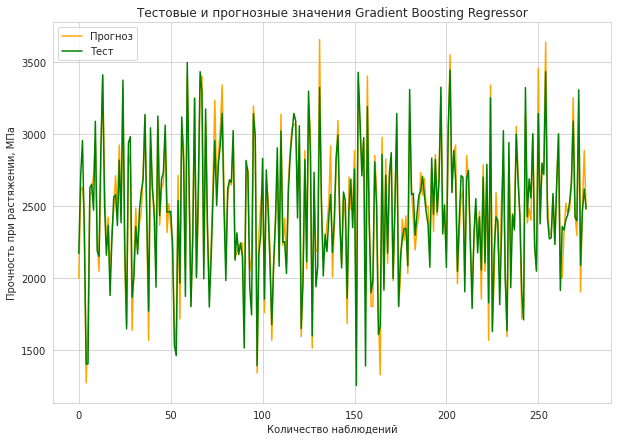 Тестовые и прогнозные значения Gradient Boosting Regressor
Прогноз
Тест
Прочность при растяжении, МПа
3500
3000
2500
2000
1500
0 50 100 150 200 250
Количество наблюдений